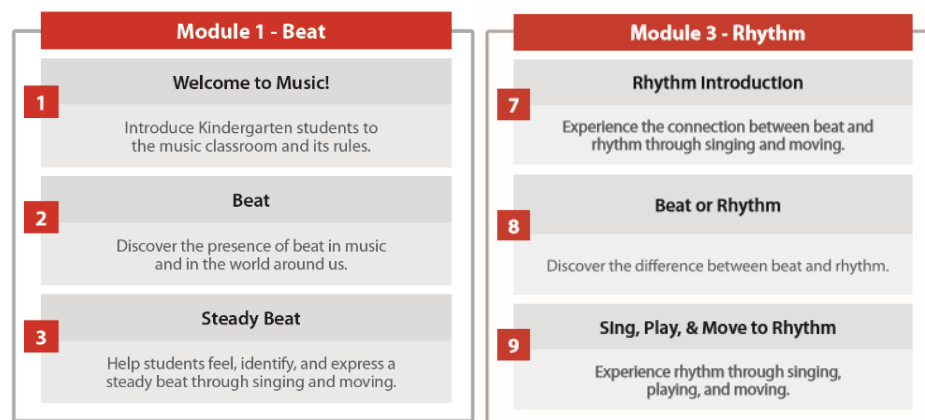 Module 1 - Beat
1
Welcome to Music!
Introduce Kindergarten students to
the music classroom and its rules.
2
Beat
Discover the presence of beat in music
and in the world around us.
3
Steady Beat
Help students feel, identify, and express a
steady beat through singing and moving.
Module 3 - Rhythm
7
Rhythm Introduction
Experience the connection between beat and
rhythm through singing and moving.
8
Beat or Rhythm
Discover the difference between beat and rhythm.
9
Sing, Play, & Move to Rhythm
Experience rhythm through singing,
playing, and moving.